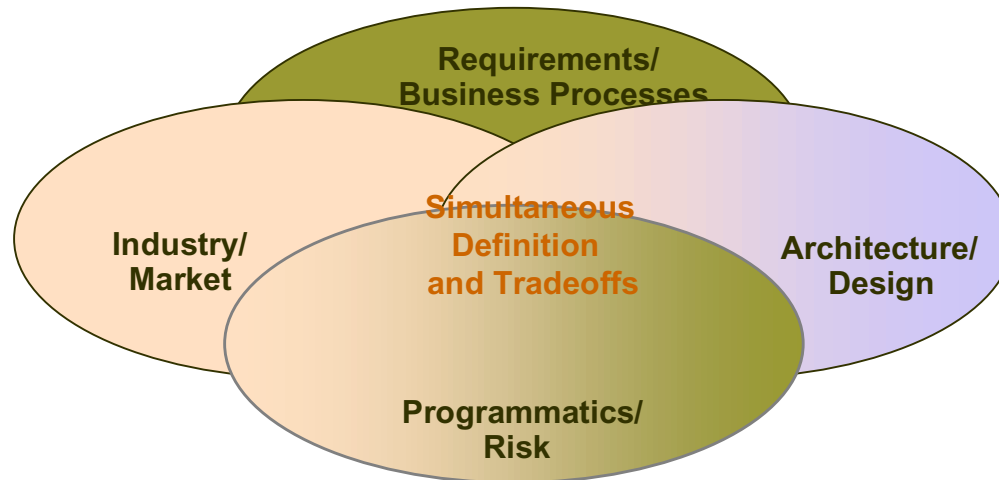 Requirements/
Business Processes
Simultaneous
Definition
and Tradeoffs
Industry/
Market
Architecture/
Design
Programmatics/
Risk